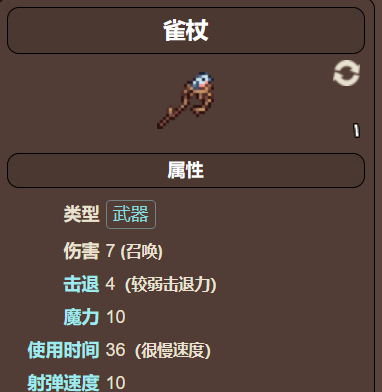 雀杖
1
属性
类型 武器
伤害 7 (召唤)
击退 4 (较弱击退力)
魔力 10
使用时间 36 (很慢速度)
射弹速度 10